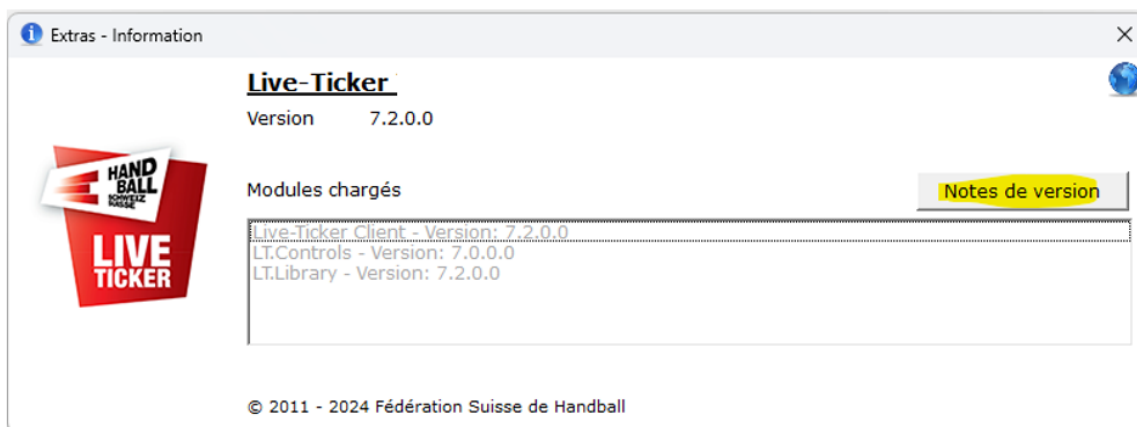 Extras - Information
Live-Ticker
Version 7.2.0.0
HAND
BALL
SCHWEIZ
SUISSE
LIVE
TICKER
Modules chargés
Notes de version
Live-Ticker Client - Version: 7.2.0.0
LT.Controls - Version: 7.0.0.0
LT.Library - Version: 7.2.0.0
© 2011 - 2024 Fédération Suisse de Handball